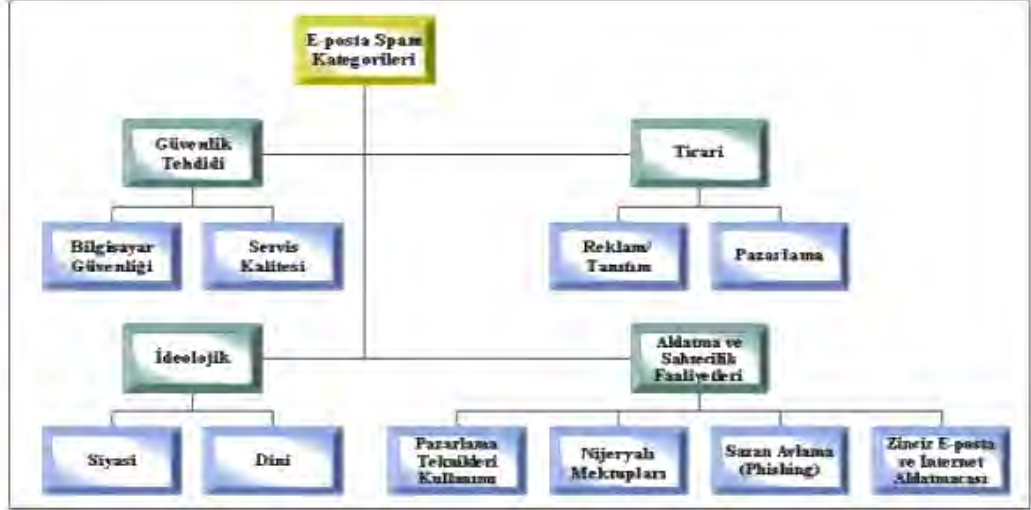 E-posta Spam
Kategorileri
Güvenlik
Tehdidi
Ticari
Bilgisayar
Güvenliği
Servis
Kalitesi
Reklam/
Tanıtım
Pazarlama
İdeolojik
Aldatma ve
Sahtecilik
Faaliyetleri
Siyasi
Dini
Pazarlama
Teknikleri
Kullanımı
Nijeryalı
Mektupları
Sazan Avlama
(Phishing)
Zincir E-posta
ve İnternet
Aldatmacası